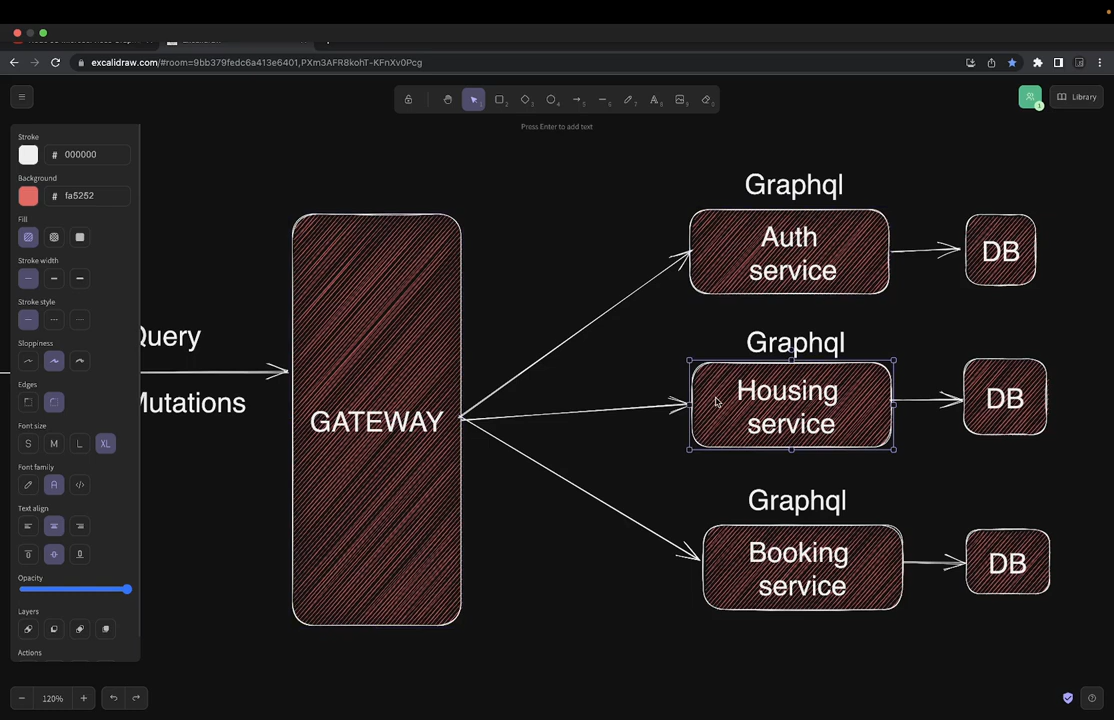 excalidraw.com/#room=9bb379fedc6a413e6401,PXm3AFR8kohT-KFnXv0Pcg
Library
Press Enter to add text
Stroke
# 000000
Background
# fa5252
Fill
Stroke width
Stroke style
Sloppiness
Edges
Font size
S M L XL
Font family
A </>
Text align
Opacity
Layers
Actions
120%
Query
Mutations
GATEWAY
Graphql
Auth
service
DB
Graphql
Housing
service
DB
Graphql
Booking
service
DB